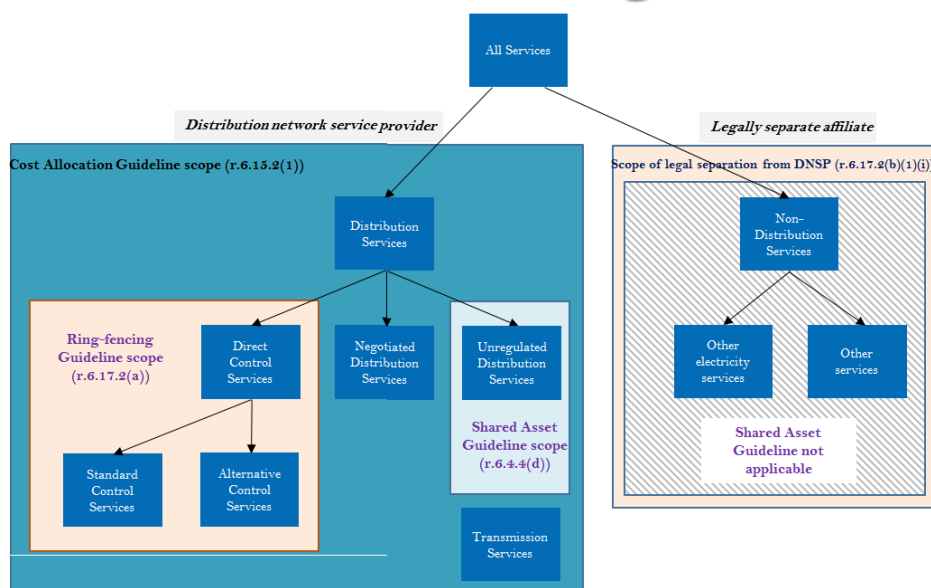 All Services
Distribution network service provider
Legally separate affiliate
Cost Allocation Guideline scope (r.6.15.2(1))
Scope of legal separation from DNSP (r.6.17.2(b)(1)(i))
Distribution
Services
Non-
Distribution
Services
Ring-fencing
Guideline scope
(r.6.17.2(a))
Direct
Control
Services
Negotiated
Distribution
Services
Unregulated
Distribution
Services
Other
electricity
services
Other
services
Shared Asset
Guideline scope
(r.6.4.4(d))
Shared Asset
Guideline not
applicable
Standard
Control
Services
Alternative
Control
Services
Transmission
Services